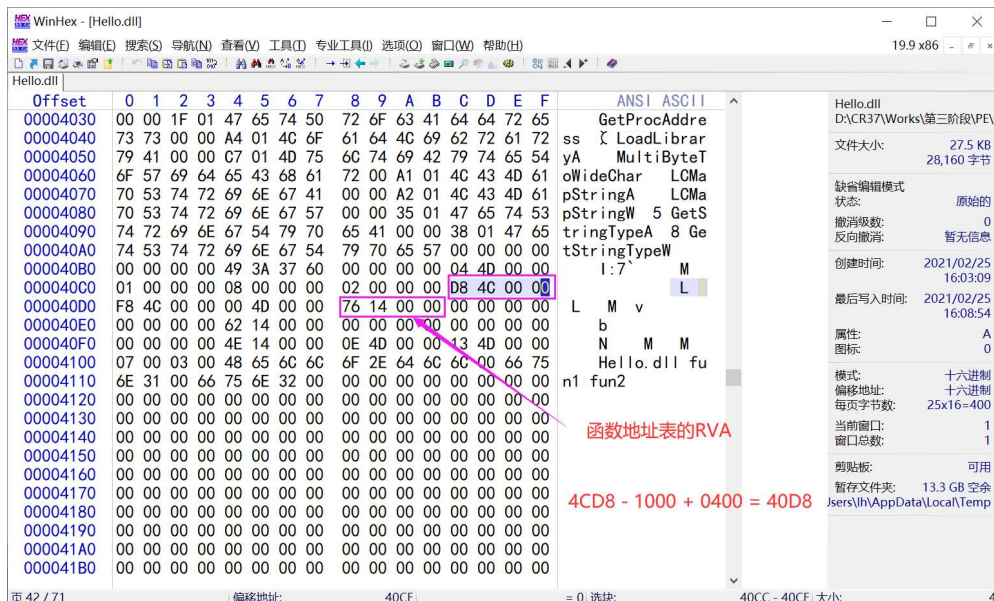 WinHex - [Hello.dll]
文件(F) 编辑(E) 搜索(S) 导航(N) 查看(V) 工具(T) 专业工具(I) 选项(O) 窗口(W) 帮助(H) 19.9 x86
Hello.dll
Offset 0 1 2 3 4 5 6 7 8 9 A B C D E F ANSI ASCII
00004030 00 00 1F 01 47 65 74 50 72 6F 63 41 64 64 72 65 GetProcAddre
00004040 73 73 00 00 A4 01 4C 6F 61 64 4C 69 62 72 61 72 ss LoadLibrar
00004050 79 41 00 00 C7 01 4D 75 6C 74 69 42 79 74 65 54 yA MultiByteT
00004060 6F 57 69 64 65 43 68 61 72 00 A1 01 4C 43 4D 61 oWideChar LCMa
00004070 70 53 74 72 69 6E 67 41 00 00 A2 01 4C 43 4D 61 pStringA LCMa
00004080 70 53 74 72 69 6E 67 57 00 00 35 01 47 65 74 53 pStringW 5 GetS
00004090 74 72 69 6E 67 54 79 70 65 41 00 00 38 01 47 65 tringTypeA 8 Ge
000040A0 74 53 74 72 69 6E 67 54 79 70 65 57 00 00 00 00 tStringTypeW
000040B0 00 00 00 00 49 3A 37 60 00 00 00 00 04 4D 00 00 I:7` M
000040C0 01 00 00 00 08 00 00 00 02 00 00 00 D8 4C 00 00 L
000040D0 F8 4C 00 00 00 4D 00 00 76 14 00 00 00 00 00 00 L M v
000040E0 00 00 00 00 62 14 00 00 00 00 00 00 00 00 00 00 b
000040F0 00 00 00 00 4E 14 00 00 0E 4D 00 00 13 4D 00 00 N M M
00004100 07 00 03 00 48 65 6C 6C 6F 2E 64 6C 6C 00 66 75 Hello.dll fu
00004110 6E 31 00 66 75 6E 32 00 00 00 00 00 00 00 00 00 n1 fun2
00004120 00 00 00 00 00 00 00 00 00 00 00 00 00 00 00 00
00004130 00 00 00 00 00 00 00 00 00 00 00 00 00 00 00 00
00004140 00 00 00 00 00 00 00 00 00 00 00 00 00 00 00 00
00004150 00 00 00 00 00 00 00 00 00 00 00 00 00 00 00 00
00004160 00 00 00 00 00 00 00 00 00 00 00 00 00 00 00 00
00004170 00 00 00 00 00 00 00 00 00 00 00 00 00 00 00 00
00004180 00 00 00 00 00 00 00 00 00 00 00 00 00 00 00 00
00004190 00 00 00 00 00 00 00 00 00 00 00 00 00 00 00 00
000041A0 00 00 00 00 00 00 00 00 00 00 00 00 00 00 00 00
000041B0 00 00 00 00 00 00 00 00 00 00 00 00 00 00 00 00
函数地址表的RVA
4CD8 - 1000 + 0400 = 40D8
Hello.dll
D:\CR37\Works\第三阶段\PE\
文件大小: 27.5 KB
28,160 字节
缺省编辑模式
状态: 原始的
撤消级数: 0
反向撤消: 暂无信息
创建时间: 2021/02/25
16:03:09
最后写入时间: 2021/02/25
16:08:54
属性: A
图标: 0
模式: 十六进制
偏移地址: 十六进制
每页字节数: 25x16=400
当前窗口: 1
窗口总数: 1
剪贴板: 可用
暂存文件夹: 13.3 GB 空余
Jsers\lh\AppData\Local\Temp
页 42 / 71 偏移地址: 40CF = 0 选块: 40CC - 40CF 大小: 4